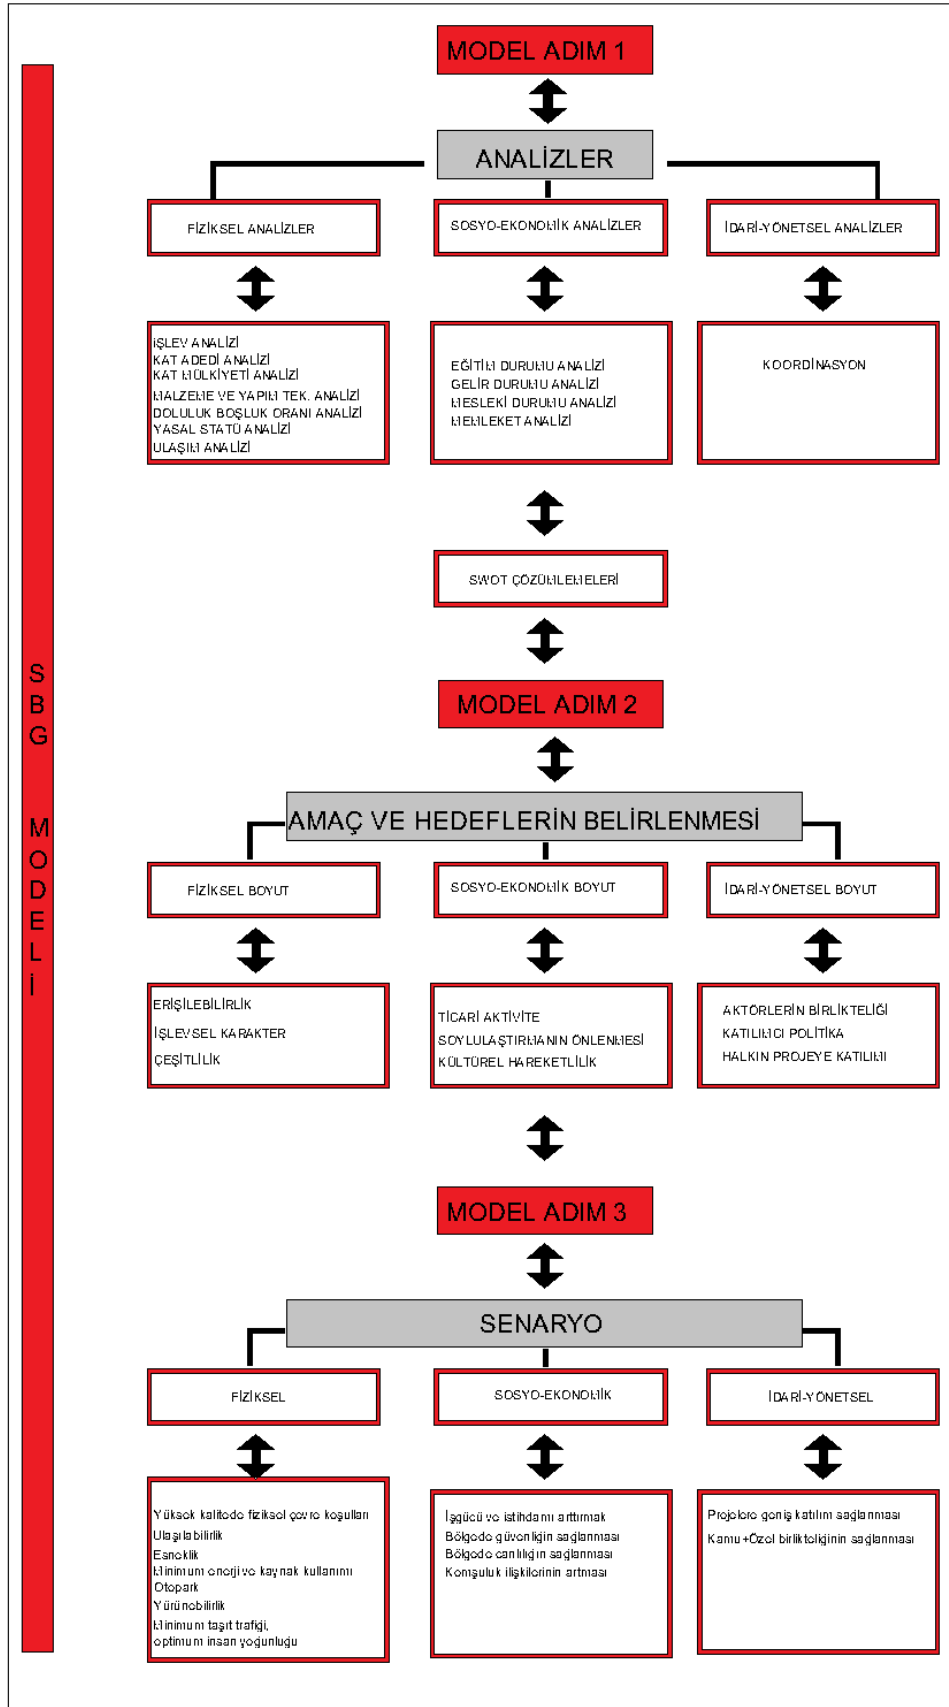 SBG MODELİ
MODEL ADIM 1
ANALİZLER
FİZİKSEL ANALİZLER
SOSYO-EKONOMİK ANALİZLER
İDARİ-YÖNETSEL ANALİZLER
İŞLEV ANALİZİ
KAT ADEDİ ANALİZİ
KAT MÜLKİYETİ ANALİZİ
MALZEME VE YAPIM TEK. ANALİZİ
DOLULUK BOŞLUK ORANI ANALİZİ
YASAL STATÜ ANALİZİ
ULAŞIM ANALİZİ
EĞİTİM DURUMU ANALİZİ
GELİR DURUMU ANALİZİ
MESLEKİ DURUMU ANALİZİ
MEMLEKET ANALİZİ
KOORDİNASYON
SWOT ÇÖZÜMLEMELERİ
MODEL ADIM 2
AMAÇ VE HEDEFLERİN BELİRLENMESİ
FİZİKSEL BOYUT
SOSYO-EKONOMİK BOYUT
İDARİ-YÖNETSEL BOYUT
ERİŞİLEBİLİRLİK
İŞLEVSEL KARAKTER
ÇEŞİTLİLİK
TİCARİ AKTİVİTE
SOYLULAŞTIRMANIN ÖNLENMESİ
KÜLTÜREL HAREKETLİLİK
AKTÖRLERİN BİRLİKTELİĞİ
KATILIMCI POLİTİKA
HALKIN PROJEYE KATILIMI
MODEL ADIM 3
SENARYO
FİZİKSEL
SOSYO-EKONOMİK
İDARİ-YÖNETSEL
Yüksek kalitede fiziksel çevre koşulları
Ulaşılabilirlik
Esneklik
Minimum enerji ve kaynak kullanımı
Otopark
Yürünebilirlik
Minimum taşıt trafiği,
optimum insan yoğunluğu
İşgücü ve istihdamı arttırmak
Bölgede güvenliğin sağlanması
Bölgede canlılığın sağlanması
Komşuluk ilişkilerinin artması
Projelere geniş katılım sağlanması
Kamu+Özel birlikteliğinin sağlanması